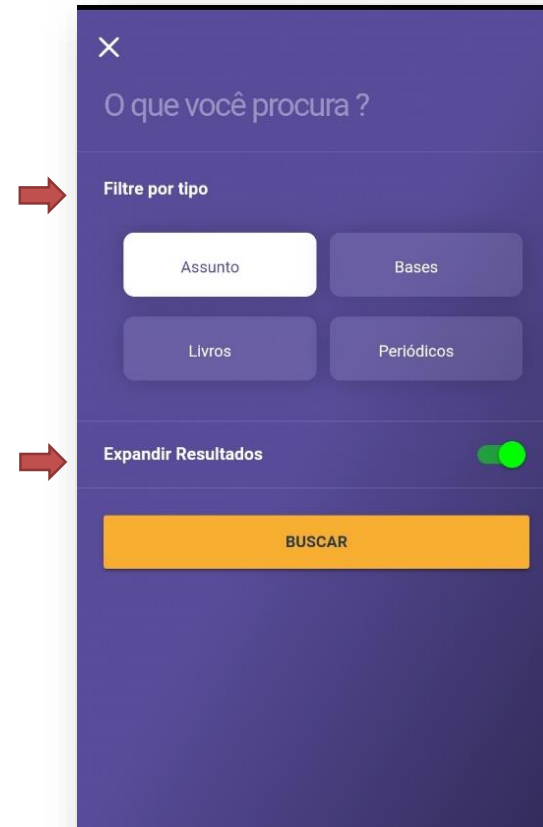 O que você procura ?
Filtre por tipo
Assunto
Bases
Livros
Periódicos
Expandir Resultados
BUSCAR